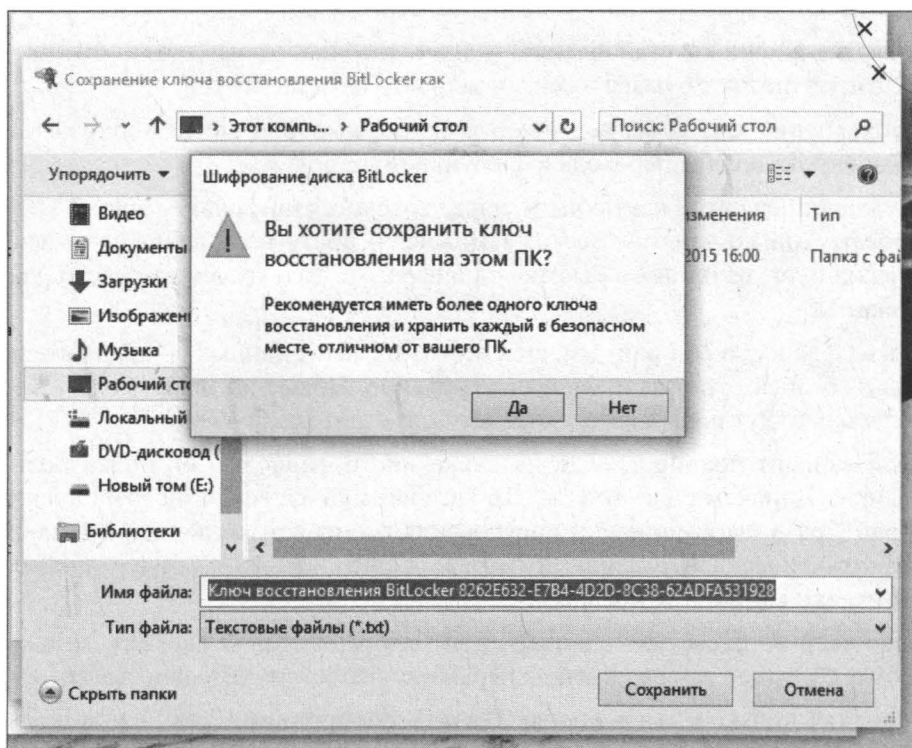 Сохранение ключа восстановления BitLocker как
Этот компь... › Рабочий стол
Поиск: Рабочий стол
Упорядочить
Шифрование диска BitLocker
Вы хотите сохранить ключ
восстановления на этом ПК?
Рекомендуется иметь более одного ключа
восстановления и хранить каждый в безопасном
месте, отличном от вашего ПК.
Да
Нет
зменения
Тип
2015 16:00
Папка с фай
Видео
Документы
Загрузки
Изображен
Музыка
Рабочий сто
Локальный
DVD-дисковод (
Новый том (E:)
Библиотеки
Имя файла: Ключ восстановления BitLocker 8262E632-E7B4-4D2D-8C38-62ADFA531928
Тип файла: Текстовые файлы (*.txt)
Скрыть папки
Сохранить
Отмена